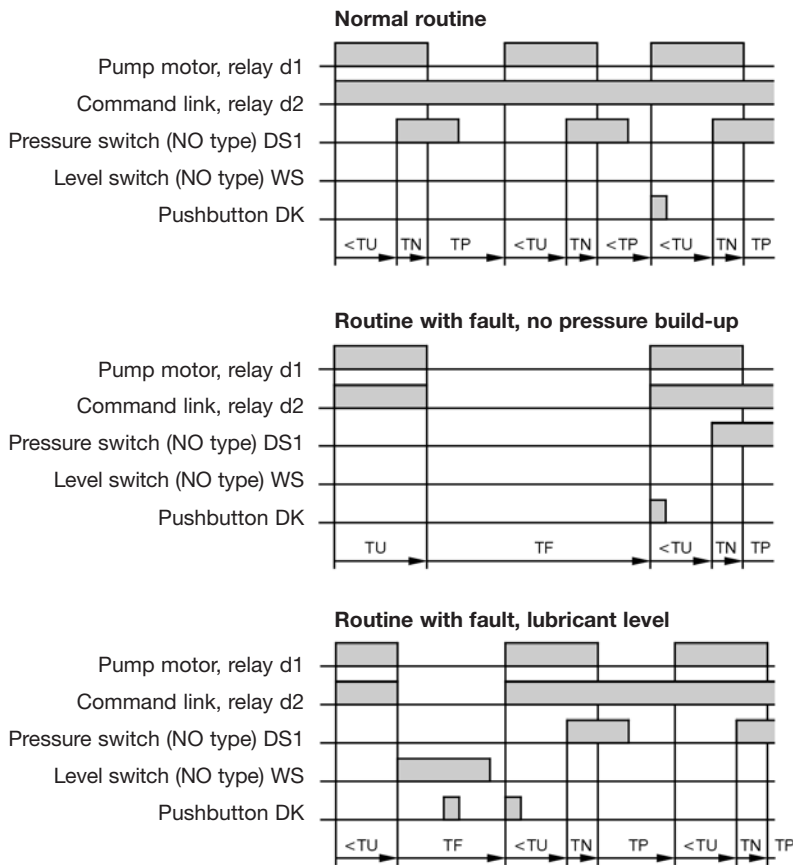 Normal routine
Pump motor, relay d1
Command link, relay d2
Pressure switch (NO type) DS1
Level switch (NO type) WS
Pushbutton DK
<TU TN TP <TU TN <TP <TU TN TP
Routine with fault, no pressure build-up
Pump motor, relay d1
Command link, relay d2
Pressure switch (NO type) DS1
Level switch (NO type) WS
Pushbutton DK
TU TF <TU TN TP
Routine with fault, lubricant level
Pump motor, relay d1
Command link, relay d2
Pressure switch (NO type) DS1
Level switch (NO type) WS
Pushbutton DK
<TU TF <TU TN TP <TU TN TP